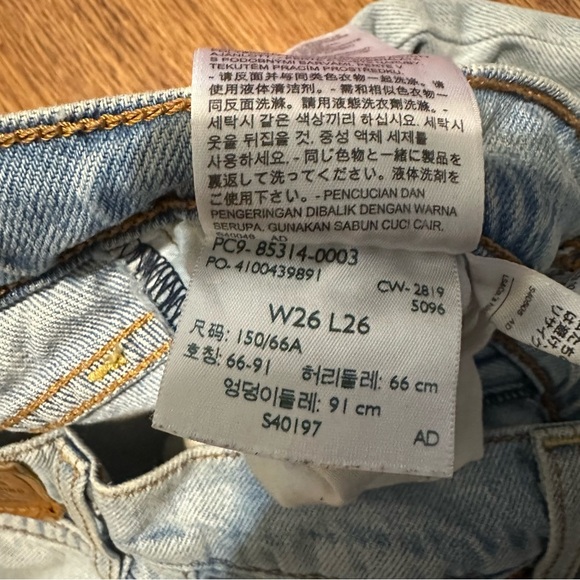 AJANLOTT.
S PODOBNÝMI BARVAMI.
TEKUTÉM PRACÍM PROSTŘEDKU.
- 请反面并与同类色衣物一起洗涤, 请
使用液体清洁剂。- 需和相似色衣物一
同反面洗滌。請用液態洗衣劑洗滌。-
세탁시 같은 색상끼리 하십시요. 세탁시
옷을 뒤집을 것. 중성 액체 세제를
사용하세요. - 同じ色物と一緒に製品を
裏返して洗ってください。液体洗剤をご
使用下さい。- PENCUCIAN DAN
PENGERINGAN DIBALIK DENGAN WARNA
SERUPA, GUNAKAN SABUN CUCI CAIR.
S60048 AD
PC9- 85314-0003
PO- 4100439891
CW- 2819
5096
W26 L26
尺码: 150/66A
호칭: 66-91 허리둘레: 66 cm
엉덩이둘레: 91 cm
S40197
AD